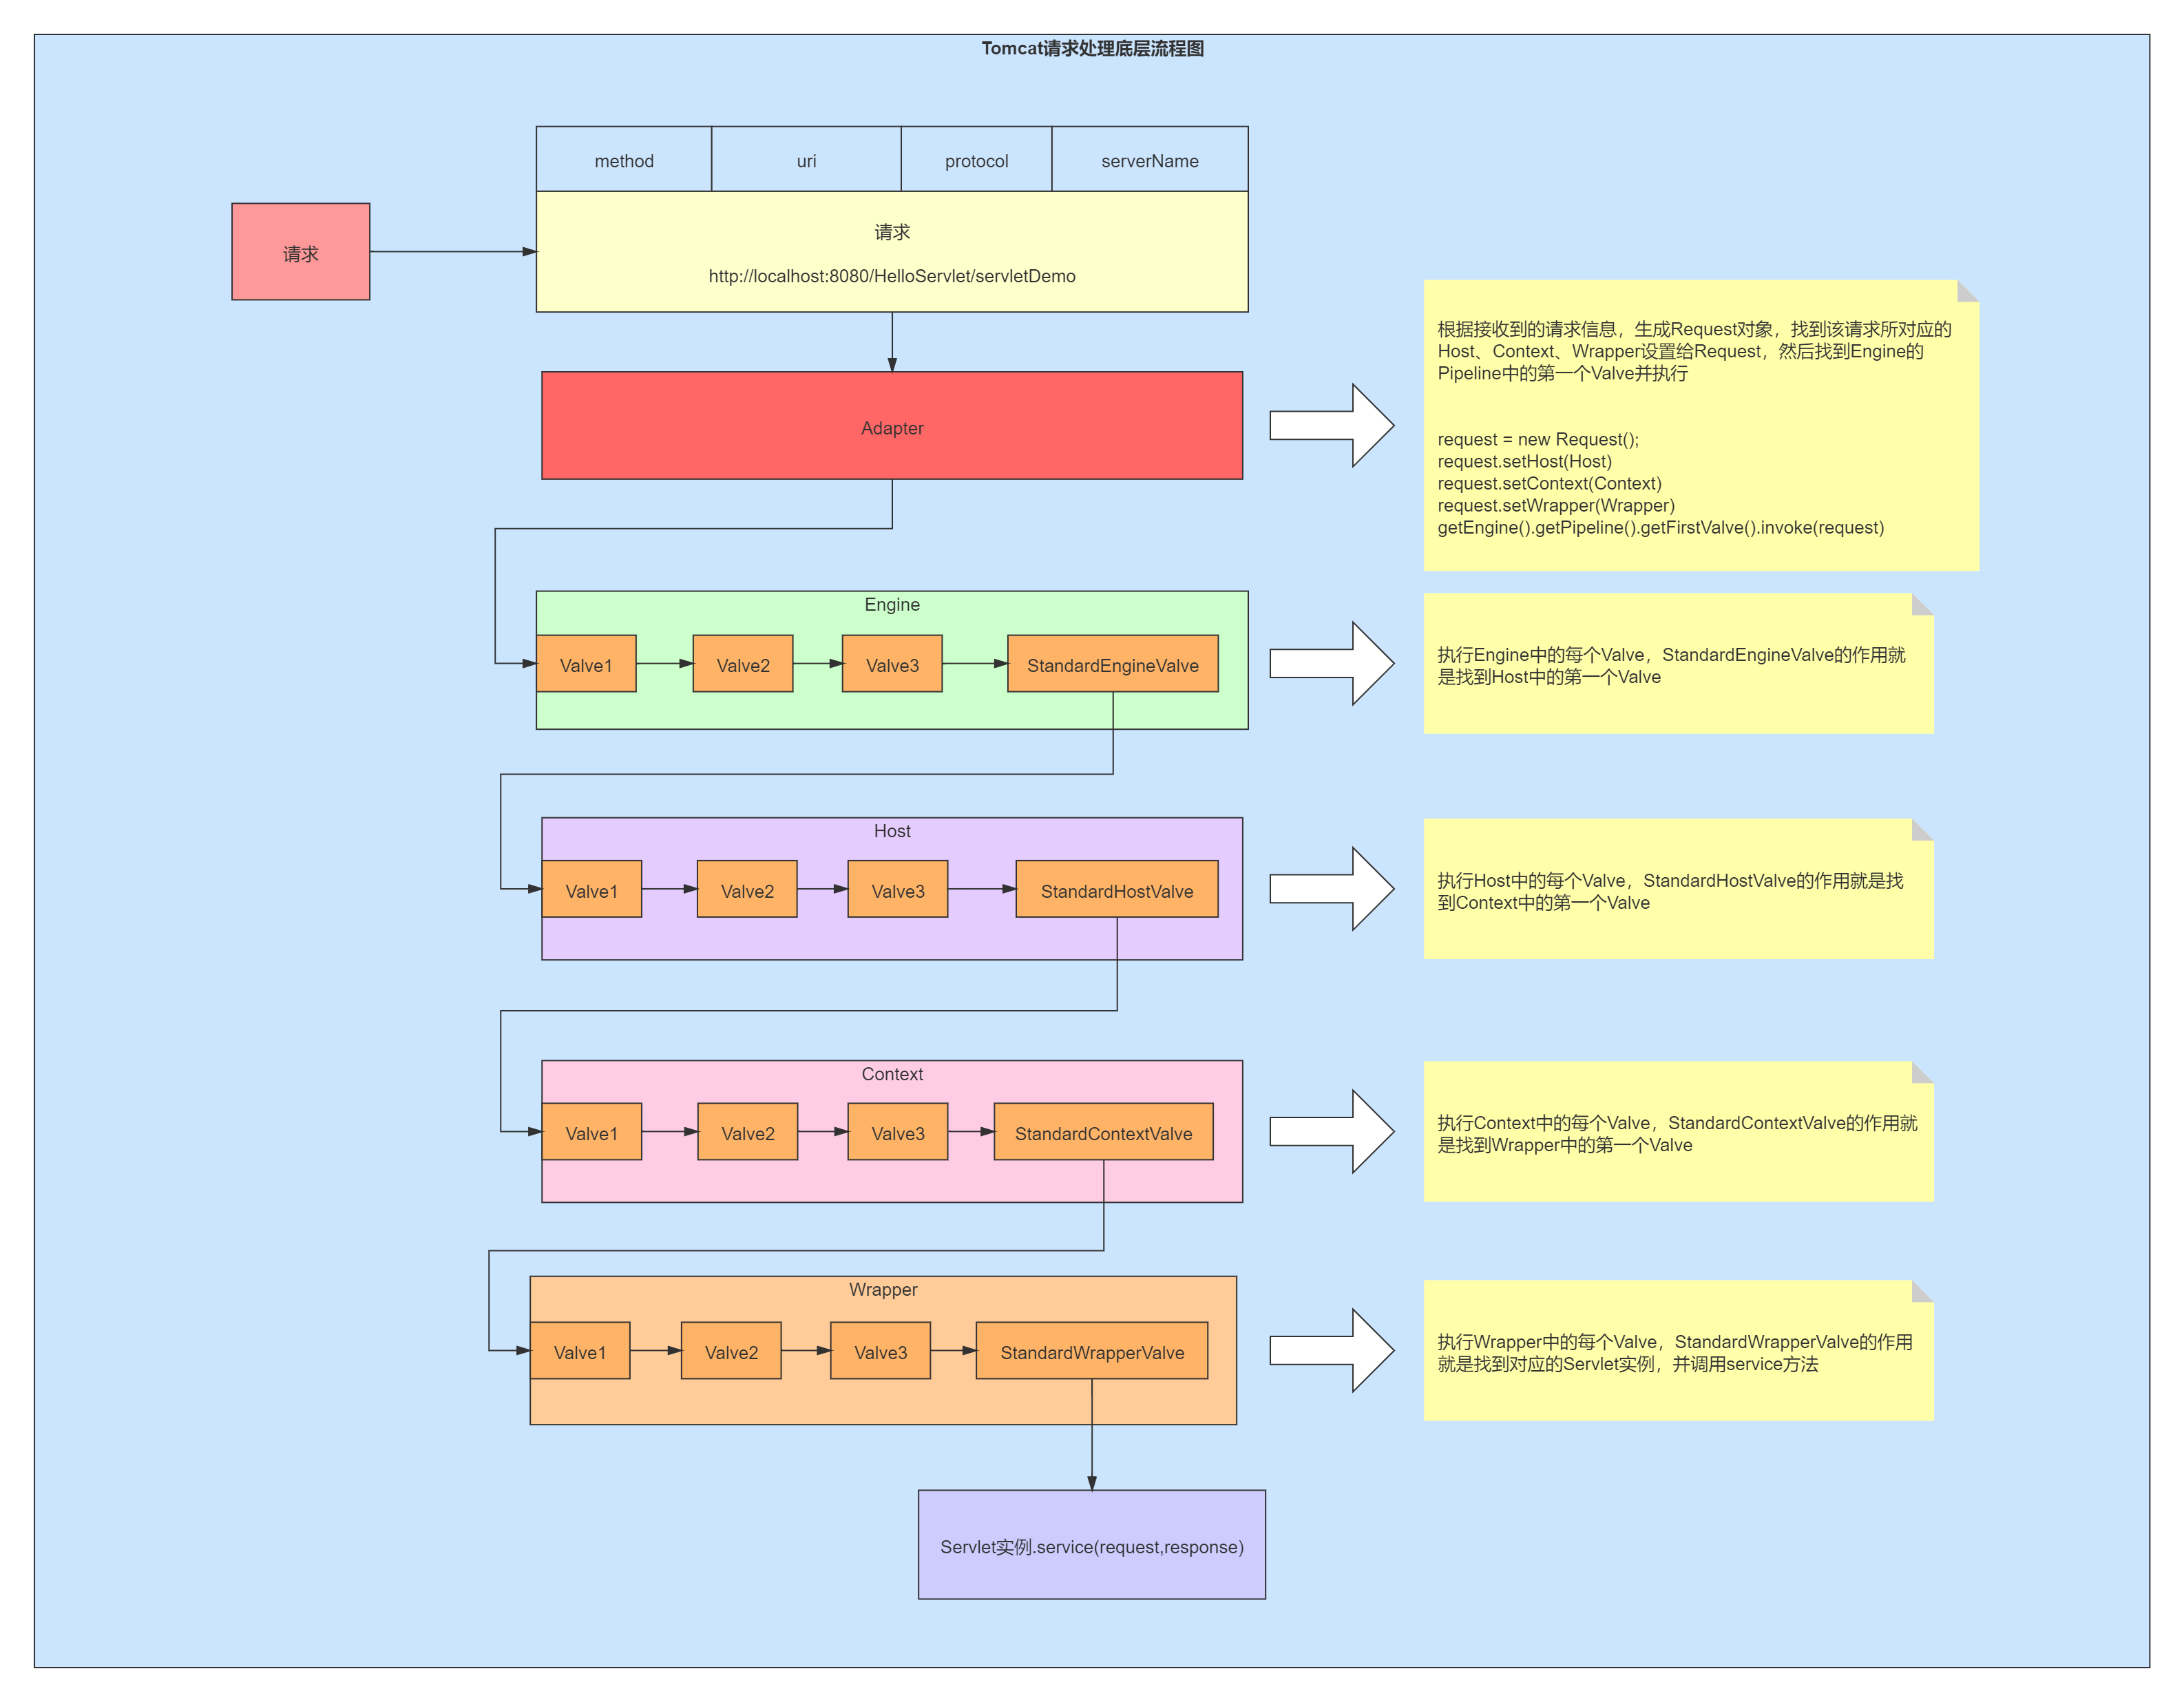 Tomcat请求处理底层流程图
method
uri
protocol
serverName
请求
请求
http://localhost:8080/HelloServlet/servletDemo
Adapter
根据接收到的请求信息，生成Request对象，找到该请求所对应的
Host、Context、Wrapper设置给Request，然后找到Engine的
Pipeline中的第一个Valve并执行
request = new Request();
request.setHost(Host)
request.setContext(Context)
request.setWrapper(Wrapper)
getEngine().getPipeline().getFirstValve().invoke(request)
Engine
Valve1
Valve2
Valve3
StandardEngineValve
执行Engine中的每个Valve，StandardEngineValve的作用就
是找到Host中的第一个Valve
Host
Valve1
Valve2
Valve3
StandardHostValve
执行Host中的每个Valve，StandardHostValve的作用就是找
到Context中的第一个Valve
Context
Valve1
Valve2
Valve3
StandardContextValve
执行Context中的每个Valve，StandardContextValve的作用就
是找到Wrapper中的第一个Valve
Wrapper
Valve1
Valve2
Valve3
StandardWrapperValve
执行Wrapper中的每个Valve，StandardWrapperValve的作用
就是找到对应的Servlet实例，并调用service方法
Servlet实例.service(request,response)